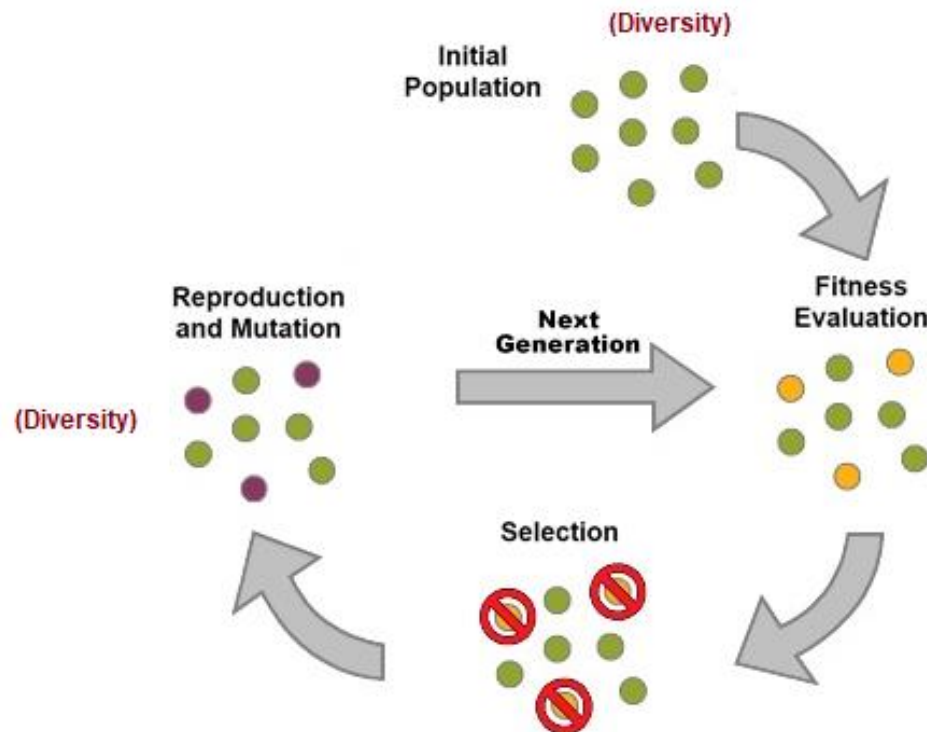 (Diversity)
Initial
Population
Fitness
Evaluation
Reproduction
and Mutation
Next
Generation
(Diversity)
Selection